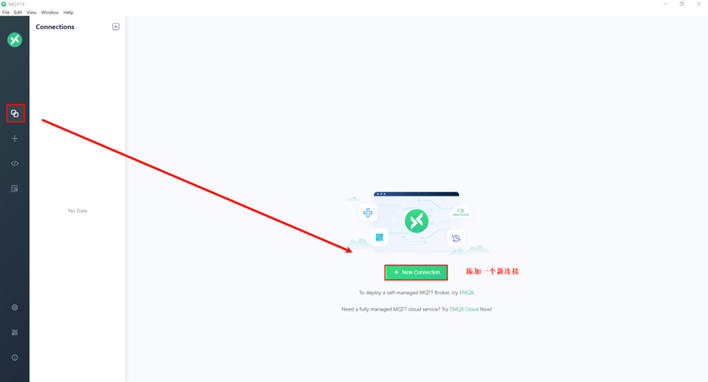 MQTTX
File Edit View Window Help
Connections
No Data
+ New Connection
添加一个新连接
To deploy a self-managed MQTT Broker, try EMQX.
Need a fully managed MQTT cloud service? Try EMQX Cloud Now!